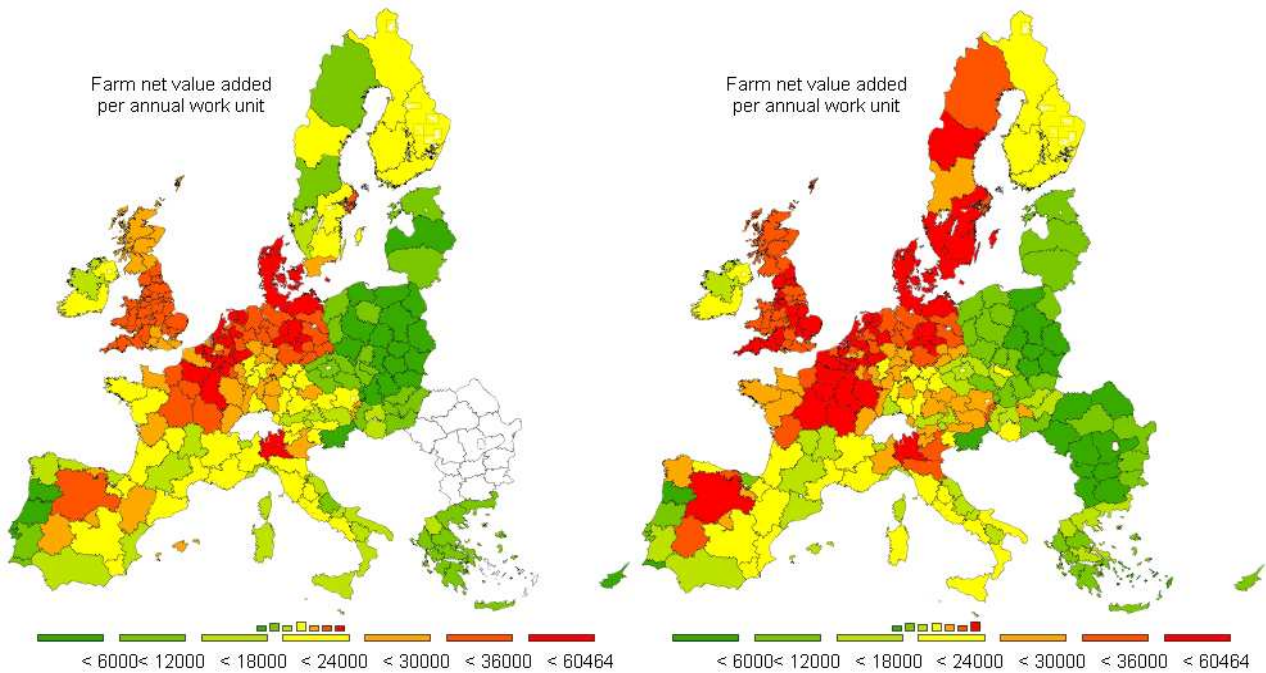 Farm net value added
per annual work unit
< 6000< 12000 < 18000 < 24000 < 30000 < 36000 < 60464
Farm net value added
per annual work unit
< 6000< 12000 < 18000 < 24000 < 30000 < 36000 < 60464